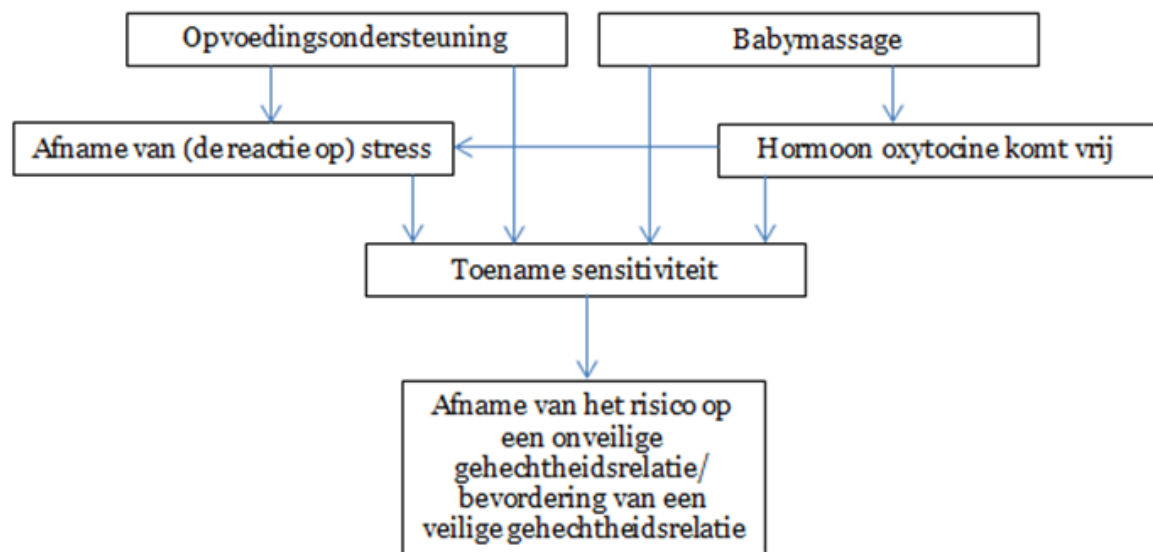 Opvoedingsondersteuning
Babymassage
Afname van (de reactie op) stress
Hormoon oxytocine komt vrij
Toename sensitiviteit
Afname van het risico op
een onveilige
gehechtheidsrelatie/
bevordering van een
veilige gehechtheidsrelatie